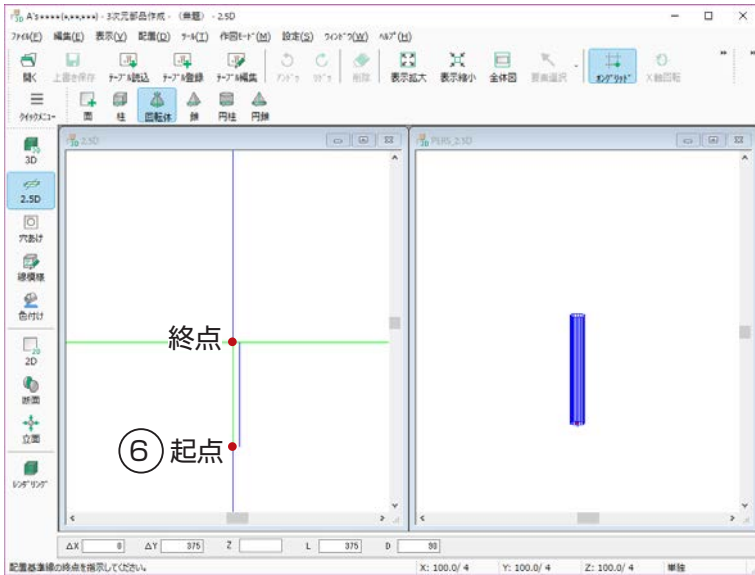 A's****(*,**,***) - 3次元部品作成 - (無題) - 2.5D
ファイル(F) 編集(E) 表示(V) 配置(D) ツール(T) 作図モード(M) 設定(S) ウィンドウ(W) ヘルプ(H)
開く 上書き保存 テーブル読込 テーブル登録 テーブル編集 アンドゥ リドゥ 削除 表示拡大 表示縮小 全体図 要素選択 オングリッド X軸回転
クイックメニュー 面 柱 回転体 錐 円柱 円錐
3D
2.5D
穴あけ
線模様
色付け
2D
断面
立面
レンダリング
2.5D
PERS_2.5D
終点
⑥ 起点
ΔX 0 ΔY 375 Z L 375 D 90
配置基準線の終点を指示してください。 X: 100.0/ 4 Y: 100.0/ 4 Z: 100.0/ 4 単独